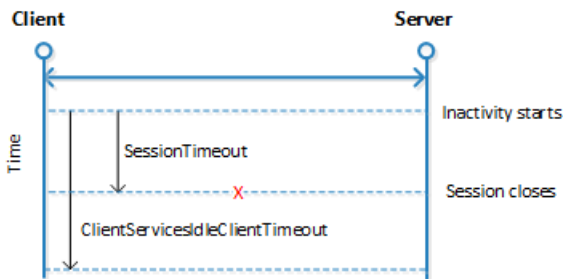 Client
Server
Inactivity starts
Time
SessionTimeout
X
Session closes
ClientServicesIdleClientTimeout